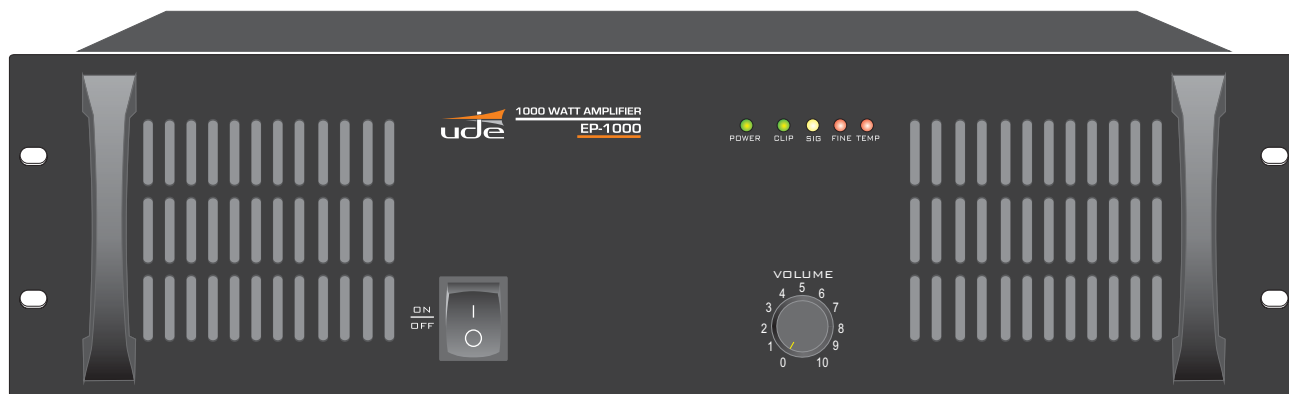 ude
1000 WATT AMPLIFIER
EP-1000
POWER CLIP SIG FINE TEMP
ON
OFF
I
O
VOLUME
0 1 2 3 4 5 6 7 8 9 10